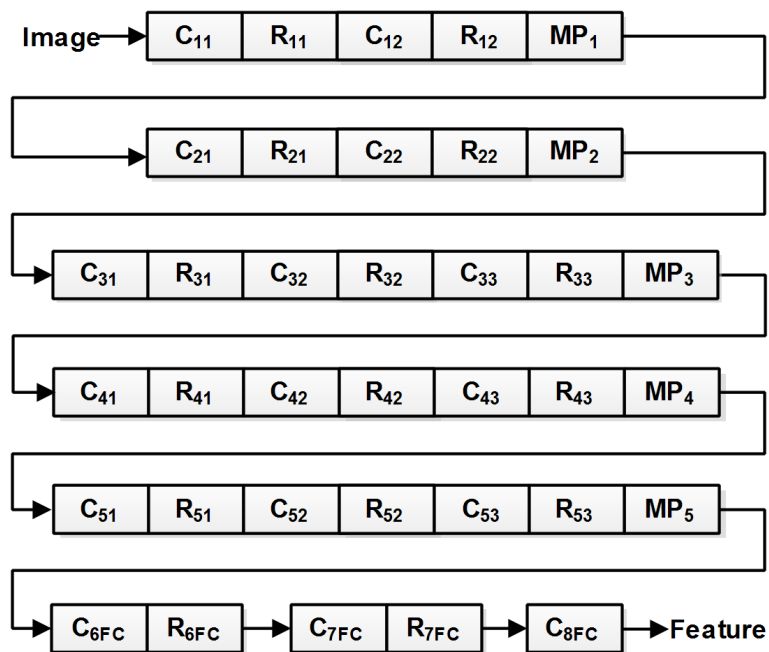 Image C11 R11 C12 R12 MP1
C21 R21 C22 R22 MP2
C31 R31 C32 R32 C33 R33 MP3
C41 R41 C42 R42 C43 R43 MP4
C51 R51 C52 R52 C53 R53 MP5
C6FC R6FC C7FC R7FC C8FC Feature